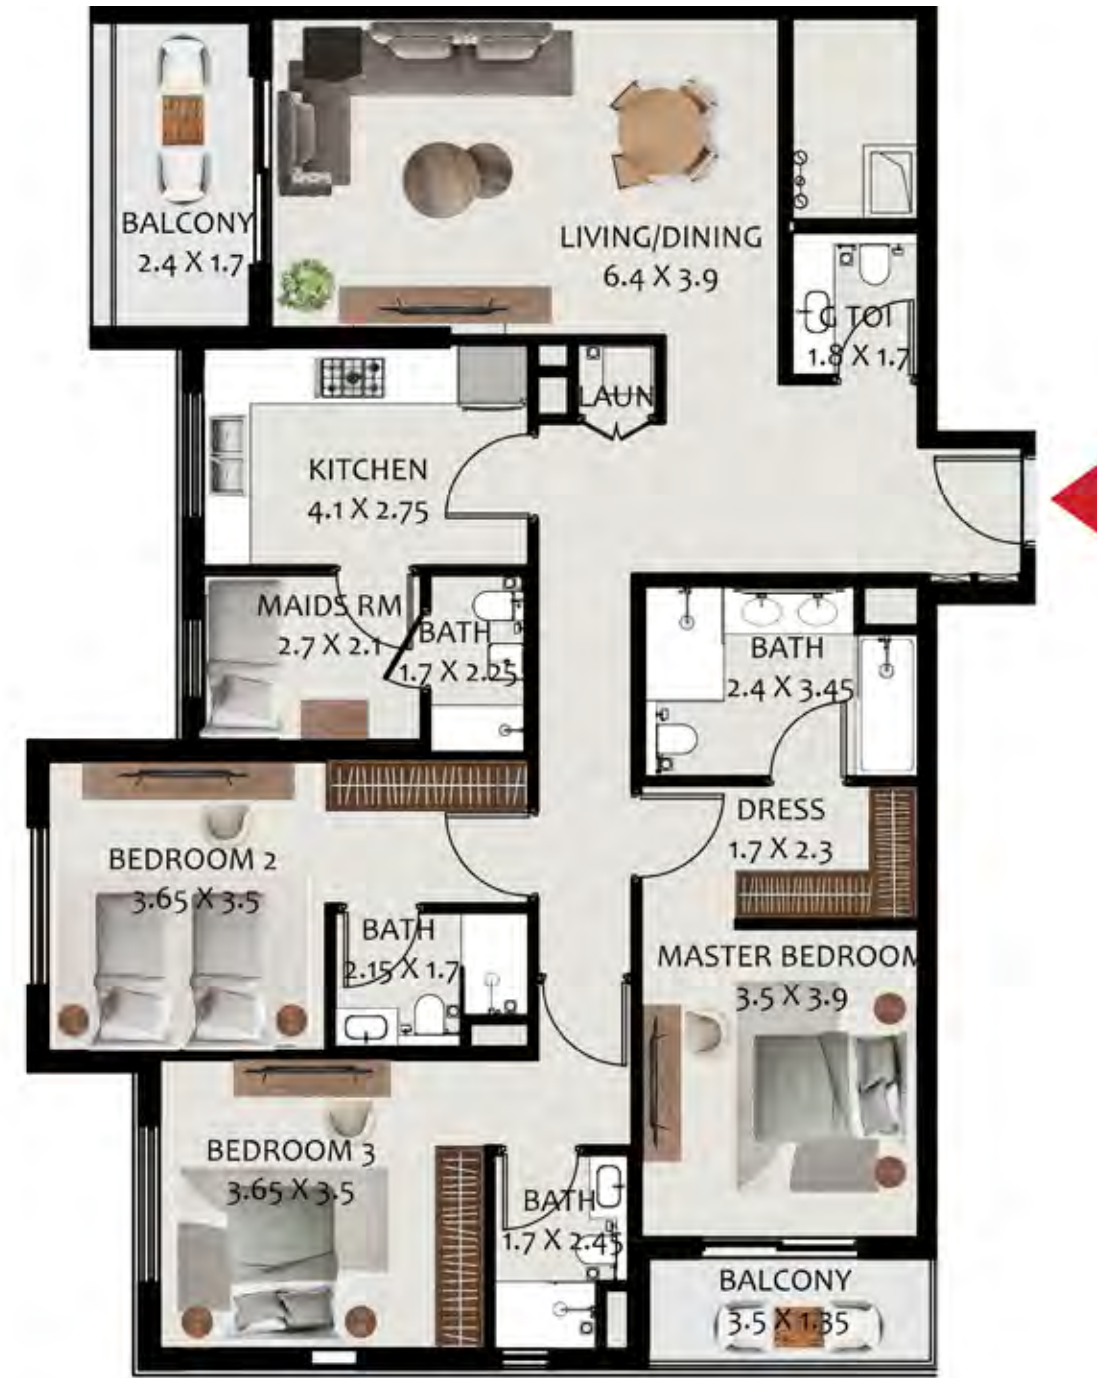 BALCONY
2.4 X 1.7
LIVING/DINING
6.4 X 3.9
G TOI
1.8 X 1.7
LAUN
KITCHEN
4.1 X 2.75
MAIDS RM
2.7 X 2.1
BATH
1.7 X 2.25
BATH
2.4 X 3.45
DRESS
1.7 X 2.3
BEDROOM 2
3.65 X 3.5
BATH
2.15 X 1.7
MASTER BEDROOM
3.5 X 3.9
BEDROOM 3
3.65 X 3.5
BATH
1.7 X 2.45
BALCONY
3.5 X 1.35